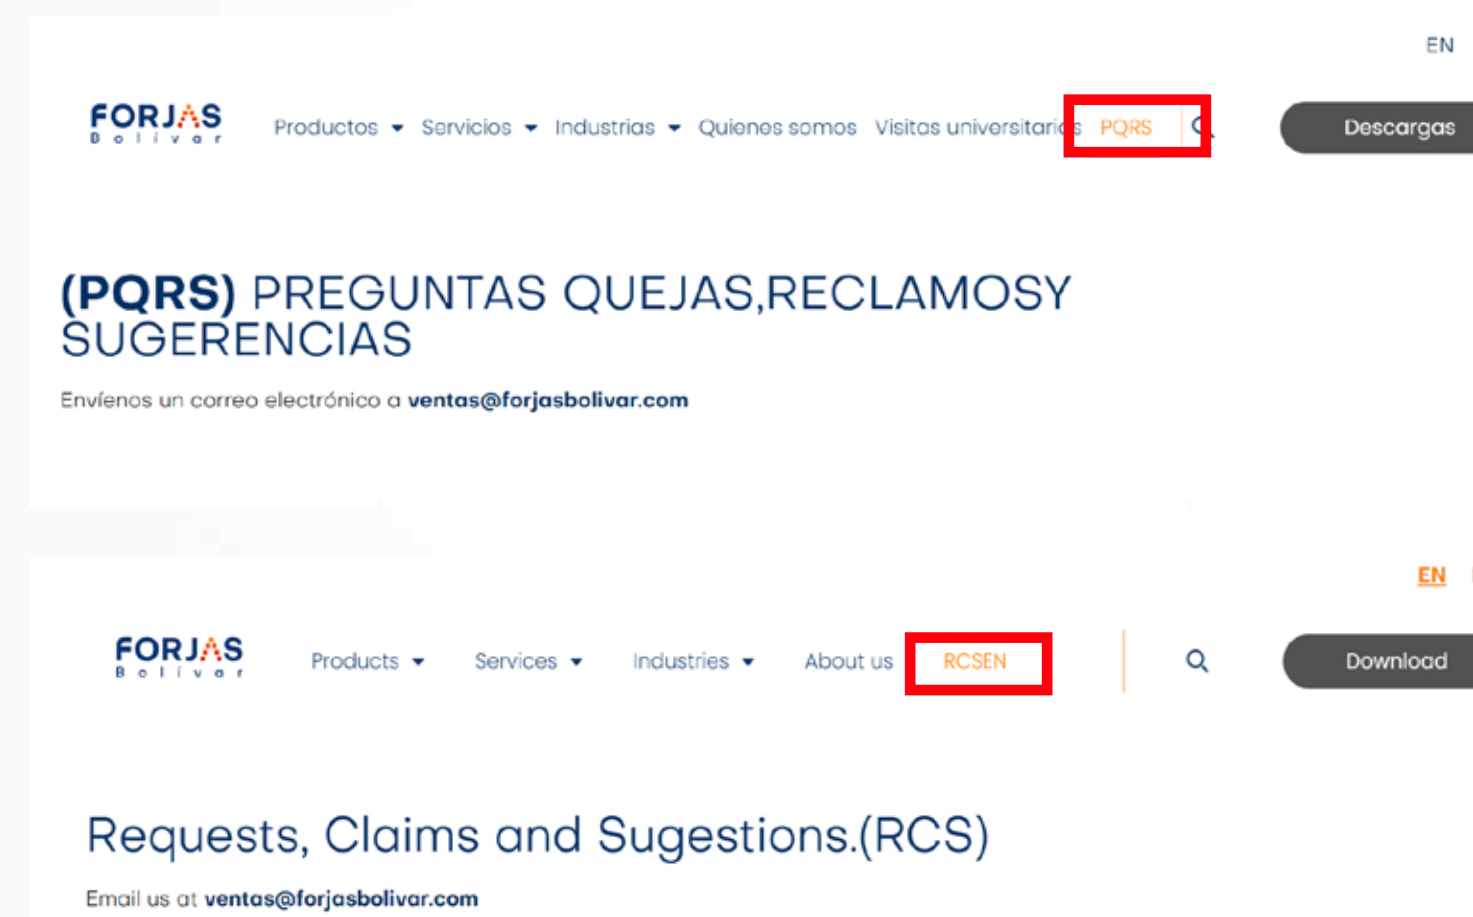 EN
FORJAS
Bolívar
Productos Servicios Industrias Quienes somos Visitas universitarias PQRS
Descargas
(PQRS) PREGUNTAS QUEJAS,RECLAMOSY
SUGERENCIAS
Envíenos un correo electrónico a ventas@forjasbolivar.com
EN
FORJAS
Bolívar
Products Services Industries About us RCSEN
Download
Requests, Claims and Sugestions.(RCS)
Email us at ventas@forjasbolivar.com